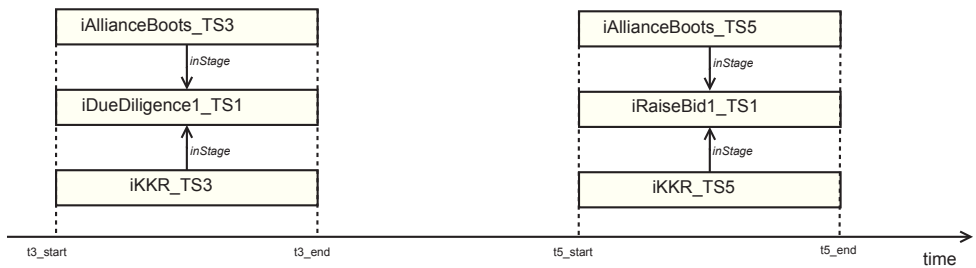 iAllianceBoots_TS3
inStage
iDueDiligence1_TS1
inStage
iKKR_TS3
iAllianceBoots_TS5
inStage
iRaiseBid1_TS1
inStage
iKKR_TS5
t3_start
t3_end
t5_start
t5_end
time